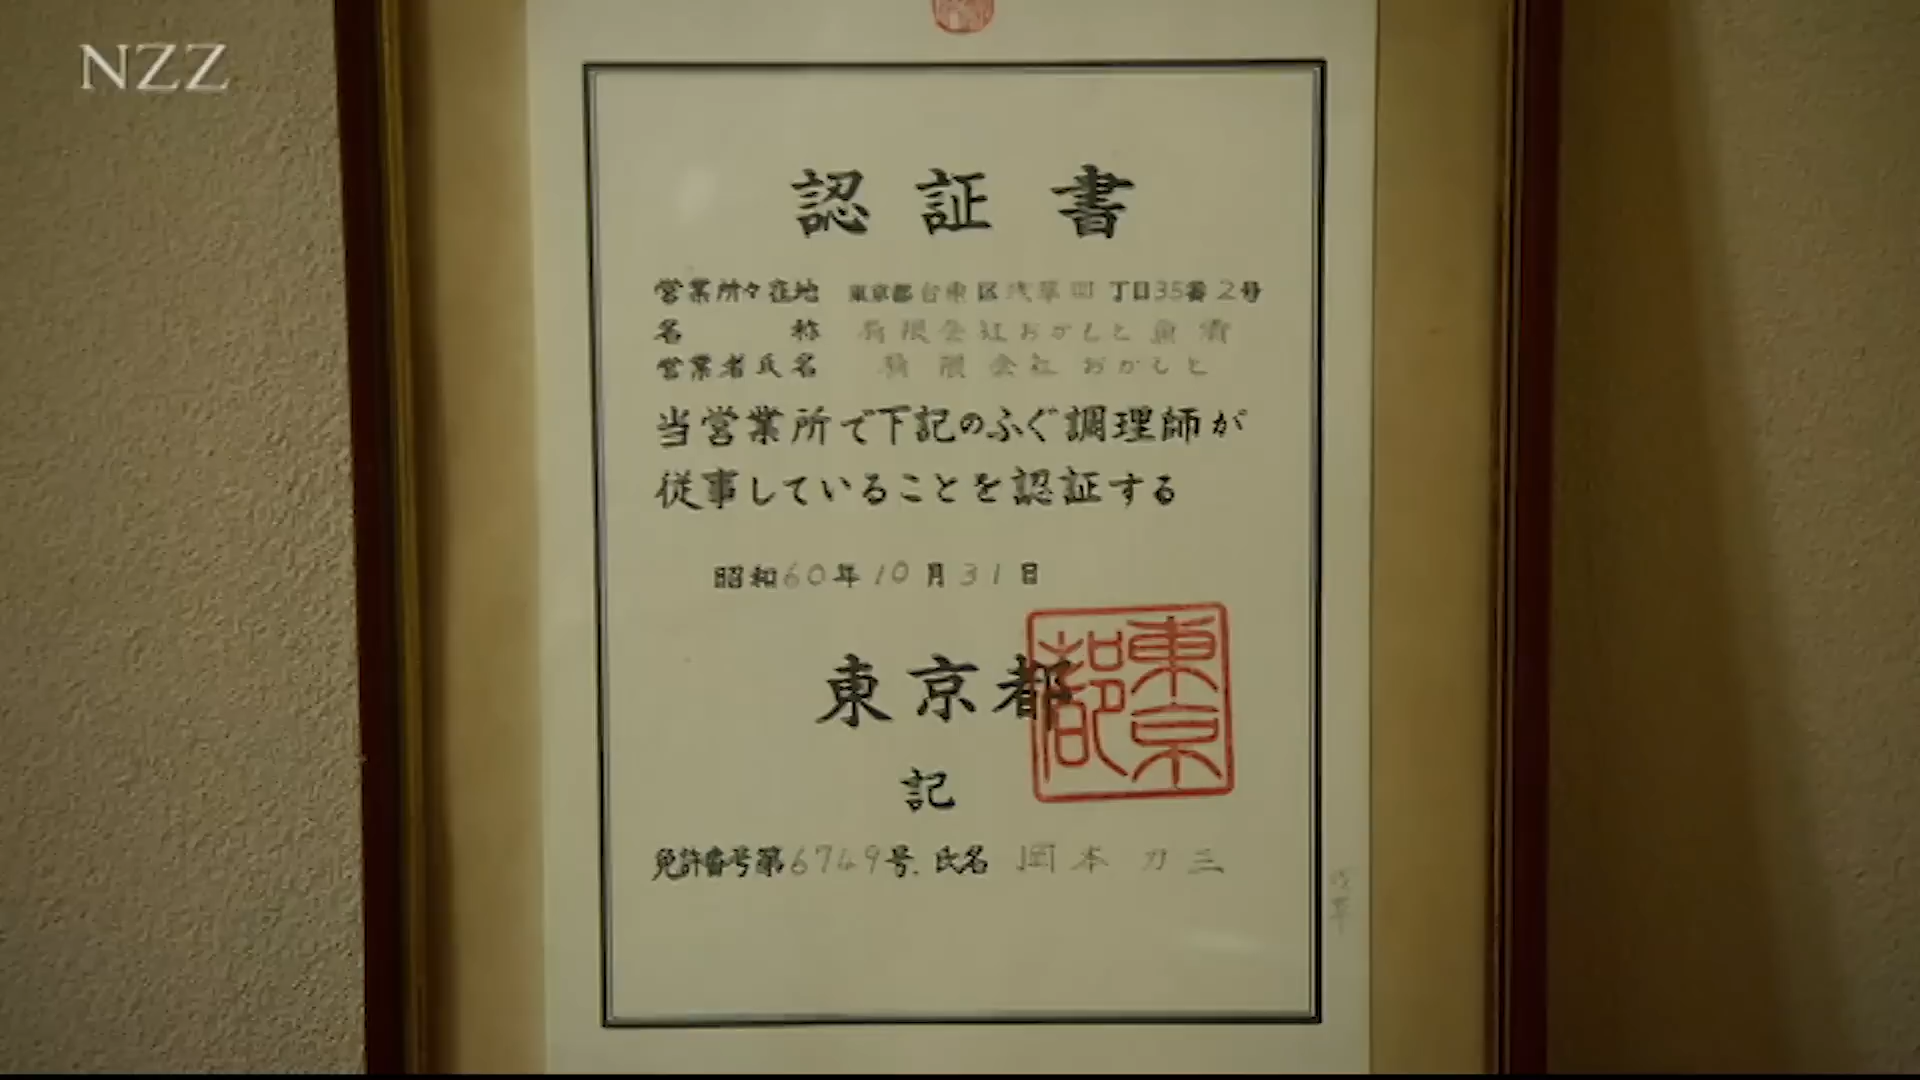 NZZ
認証書
営業所々在地 東京都台東区浅草四丁目35番2号
名称 有限会社おかもと魚
営業者氏名 有限会社おかもと
当営業所で下記のふぐ調理師が
従事していることを認証する
昭和60年10月31日
東京都
東京都
記
免許番号第6749号. 氏名 岡本 力三
浅草